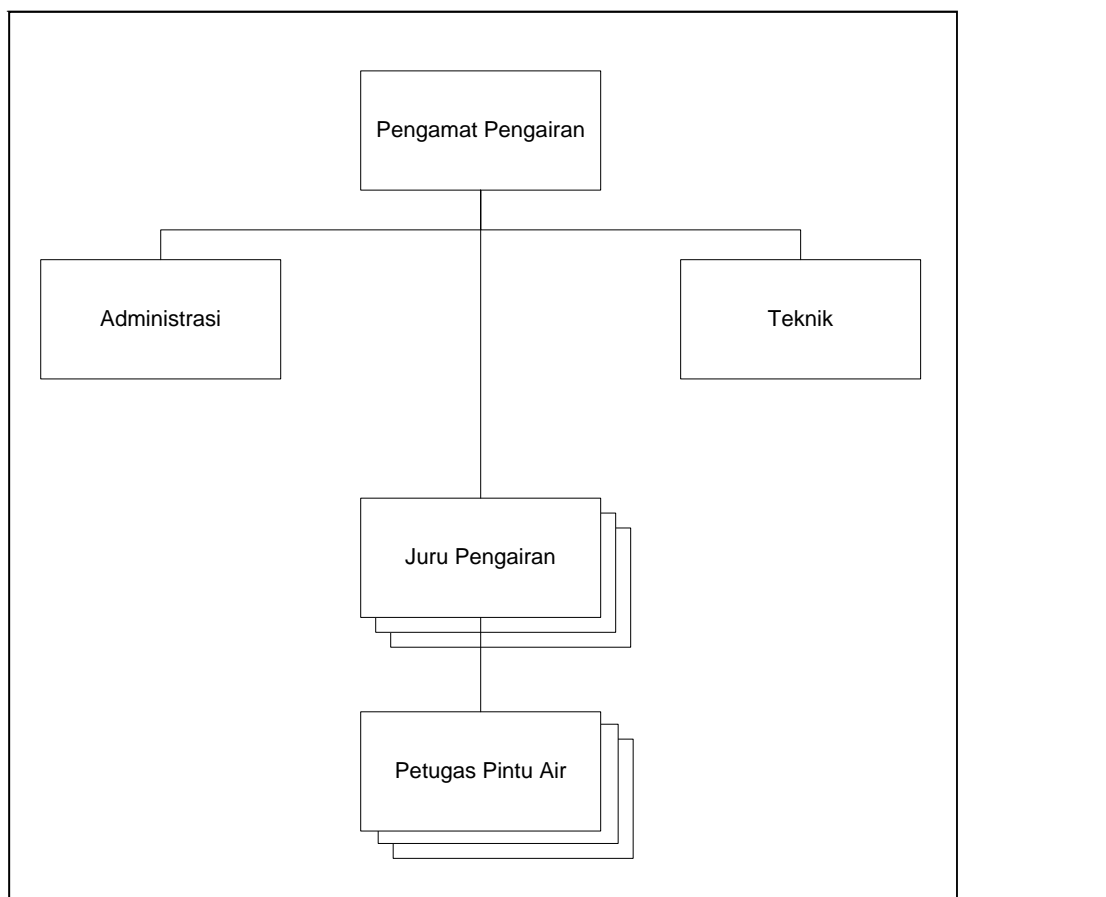 Pengamat Pengairan
Administrasi
Teknik
Juru Pengairan
Petugas Pintu Air